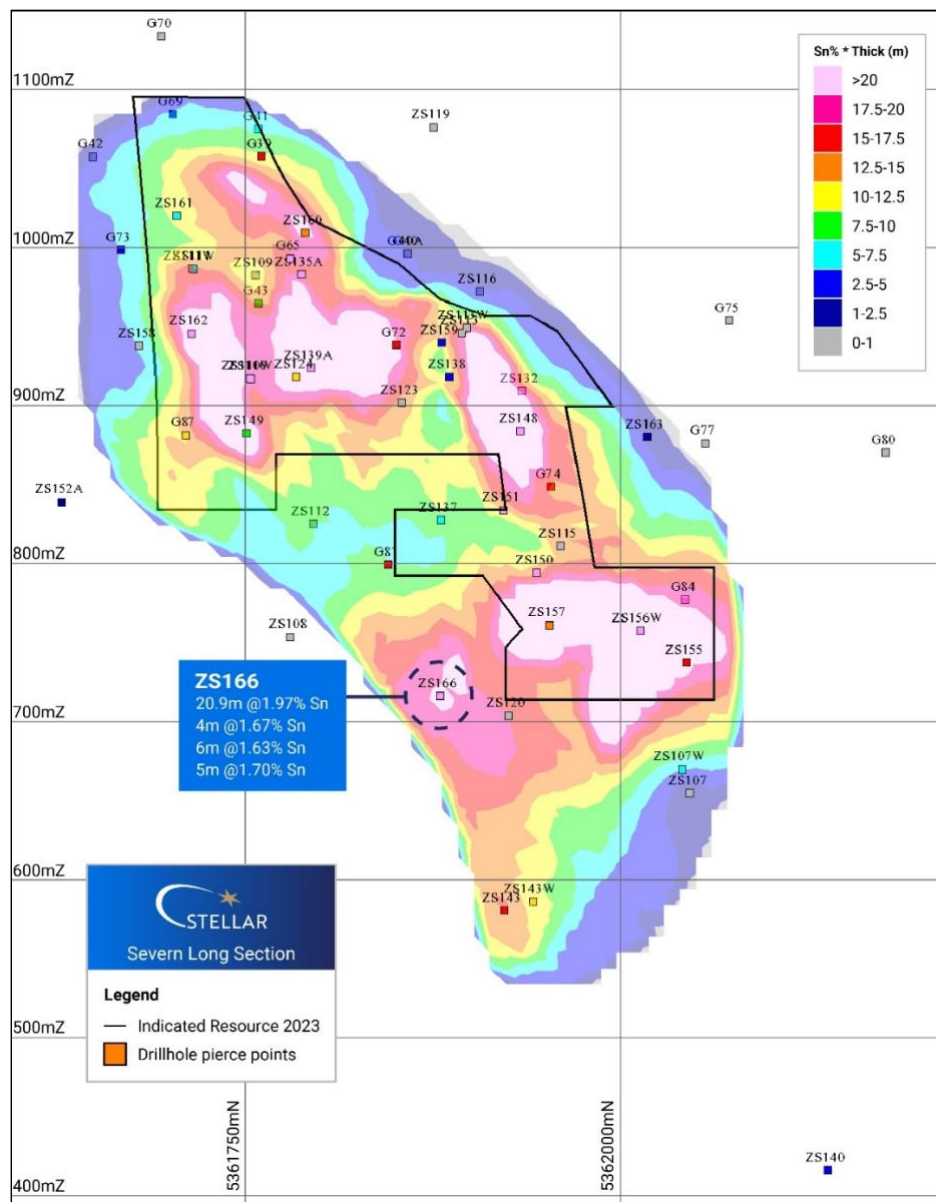 G70
Sn% * Thick (m)
>20
17.5-20
15-17.5
12.5-15
10-12.5
7.5-10
5-7.5
2.5-5
1-2.5
0-1
1100mZ
G69
G41
ZS119
G42
G39
ZS161
ZS160
1000mZ
G73
G65
ZS109
ZS135A
G43
ZS116
G75
ZS162
G72
ZS159
ZS158
ZS139A
ZS124
ZS138
ZS132
ZS123
900mZ
G87
ZS149
ZS148
ZS163
G77
G80
G74
ZS152A
ZS151
ZS112
ZS137
ZS115
800mZ
ZS150
G84
ZS108
ZS157
ZS156W
ZS155
ZS166
20.9m @1.97% Sn
4m @1.67% Sn
6m @1.63% Sn
5m @1.70% Sn
ZS166
700mZ
ZS120
ZS107W
ZS107
600mZ
ZS143W
ZS143
STELLAR
Severn Long Section
Legend
Indicated Resource 2023
Drillhole pierce points
500mZ
5361750mN
5362000mN
ZS140
400mZ